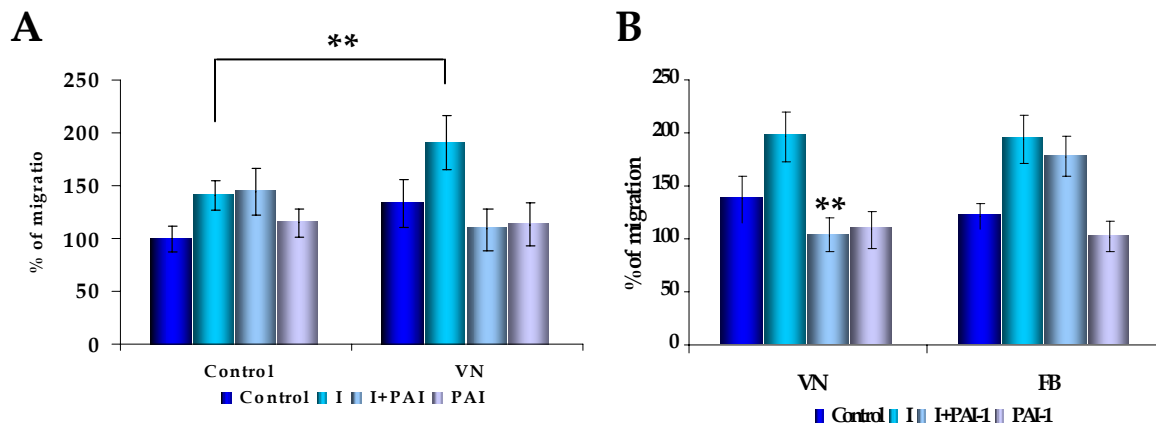 A
**
% of migratio
250
200
150
100
50
0
Control VN
Control I I+PAI PAI
B
% of migration
250
200
150
100
50
0
**
VN FB
Control I I+PAI-1 PAI-1